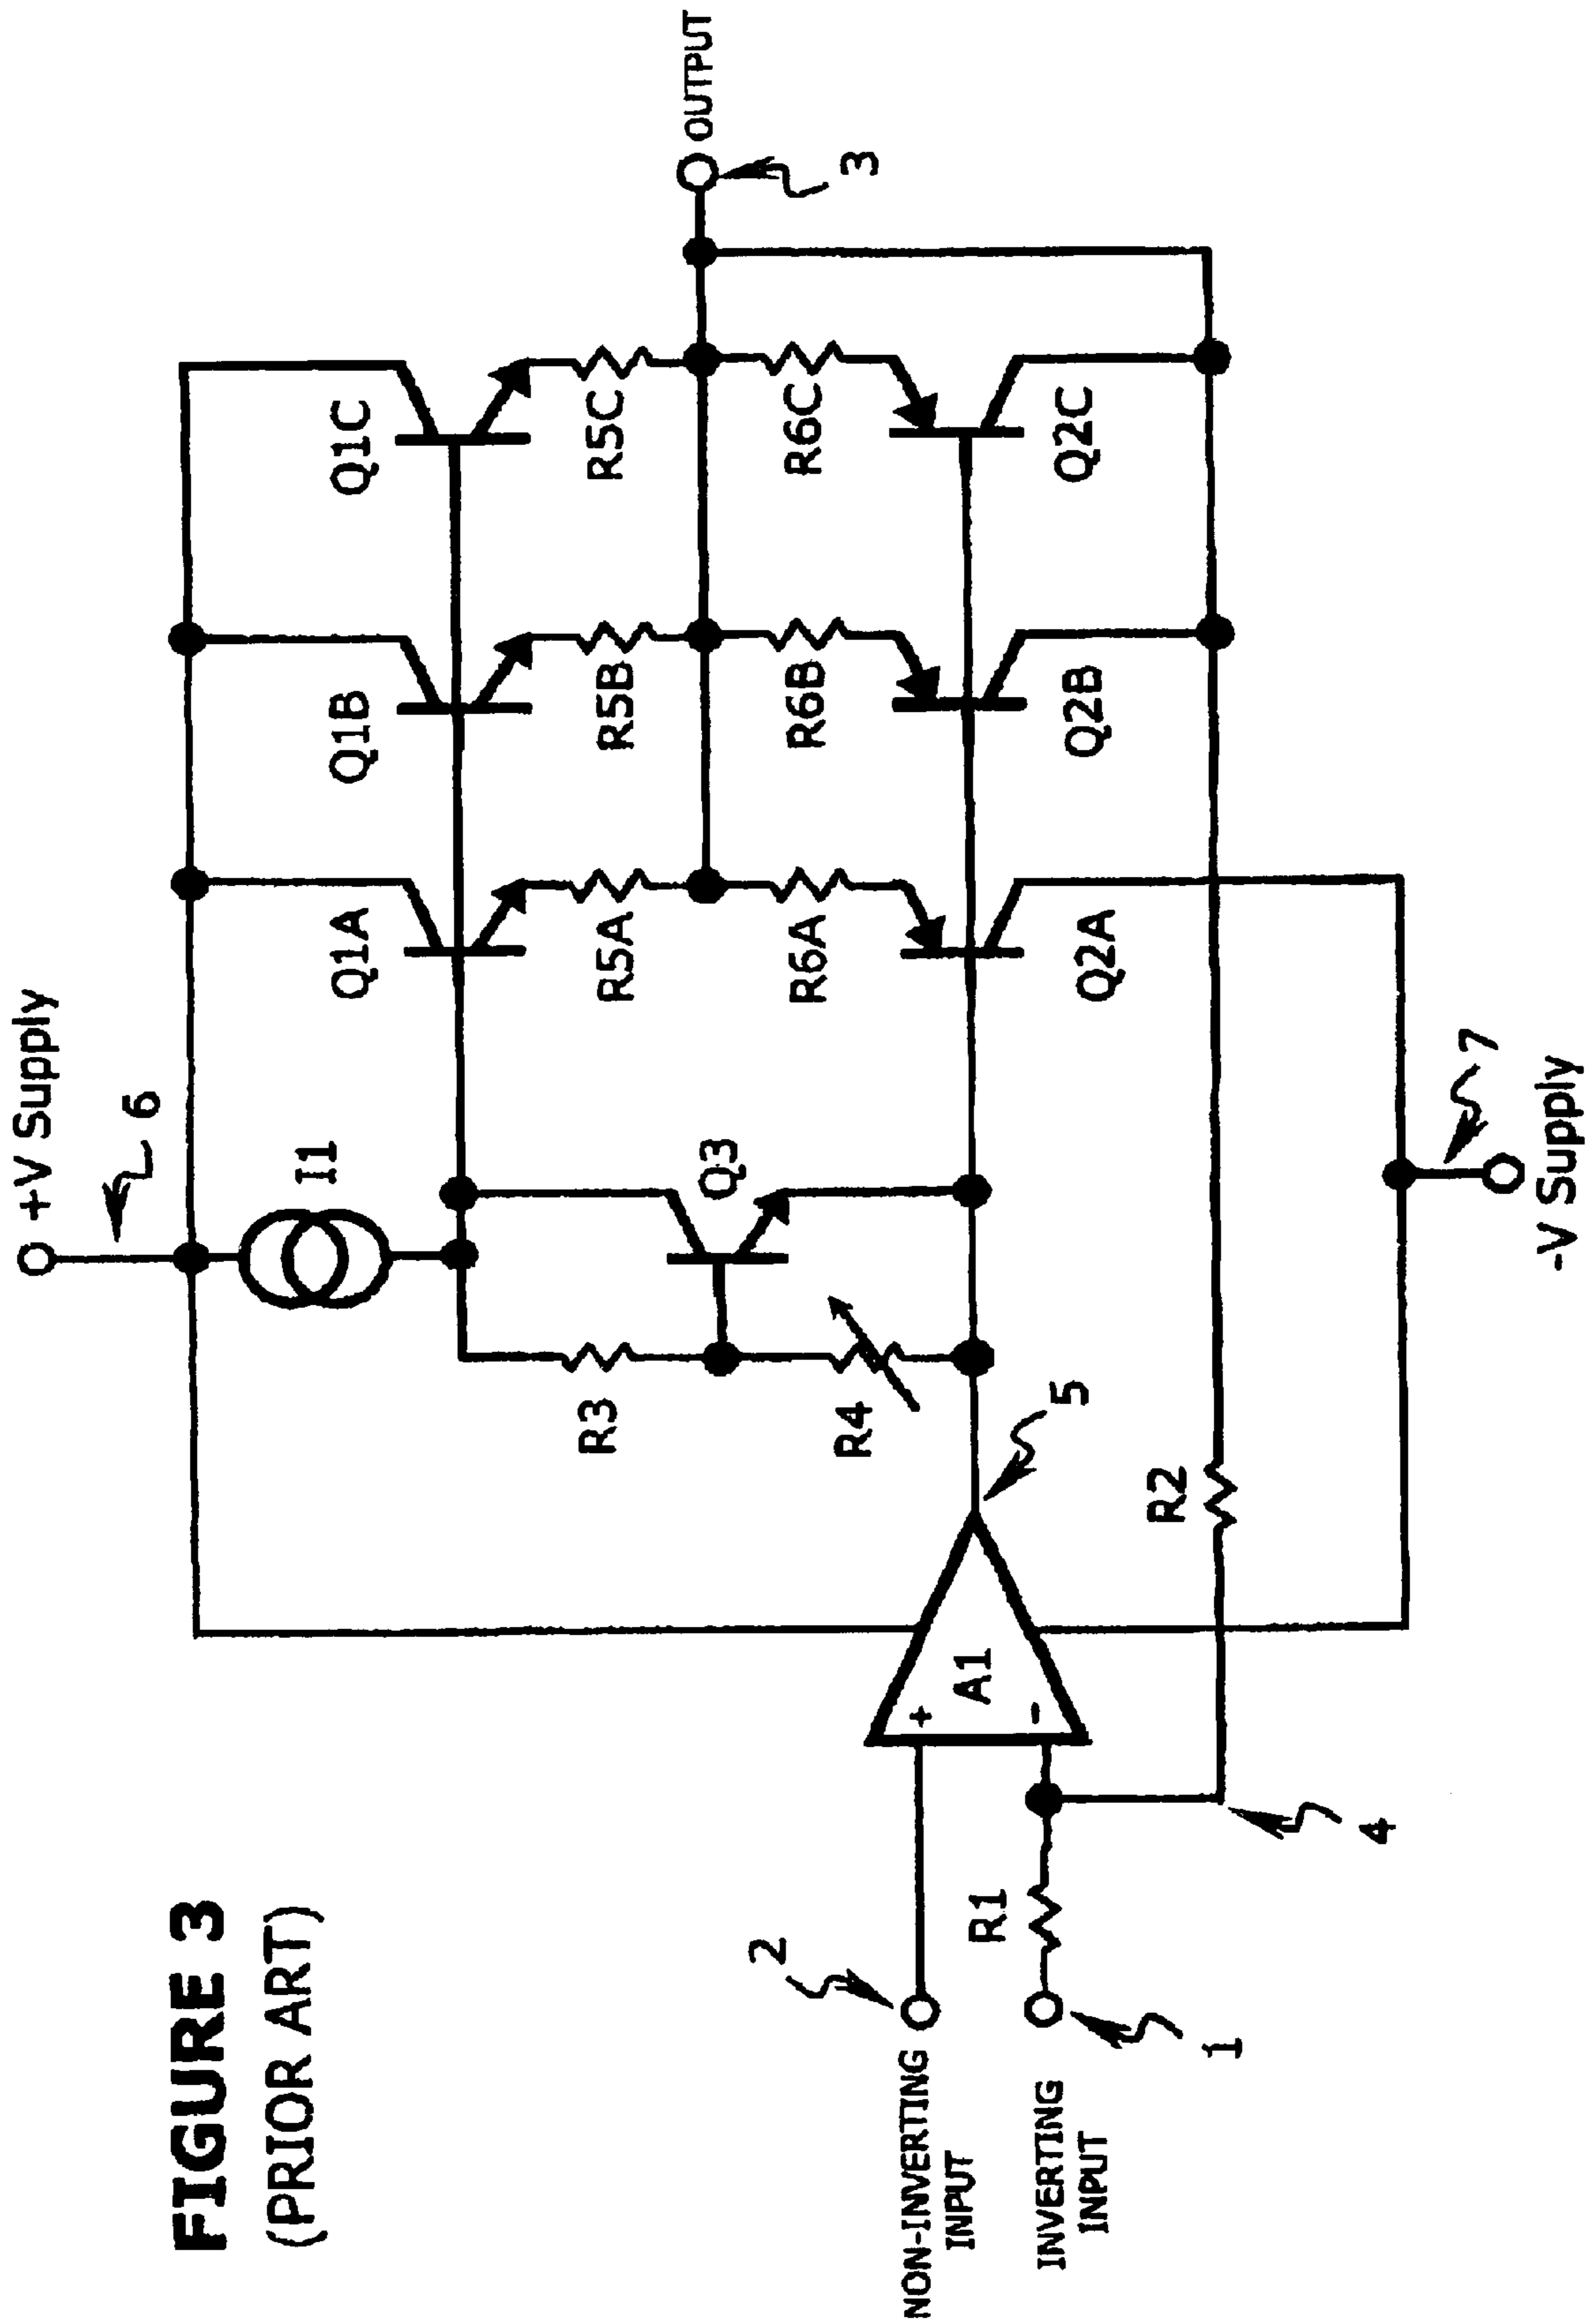 FIGURE 3
(PRIOR ART)
+V Supply
6
I1
Q1A
Q1B
Q1C
R3
Q3
R5A
R5B
R5C
OUTPUT
3
R4
R6A
R6B
R6C
2
NON-INVERTING
INPUT
+
A1
-
5
R1
INVERTING
INPUT
1
4
R2
Q2A
Q2B
Q2C
7
-V Supply